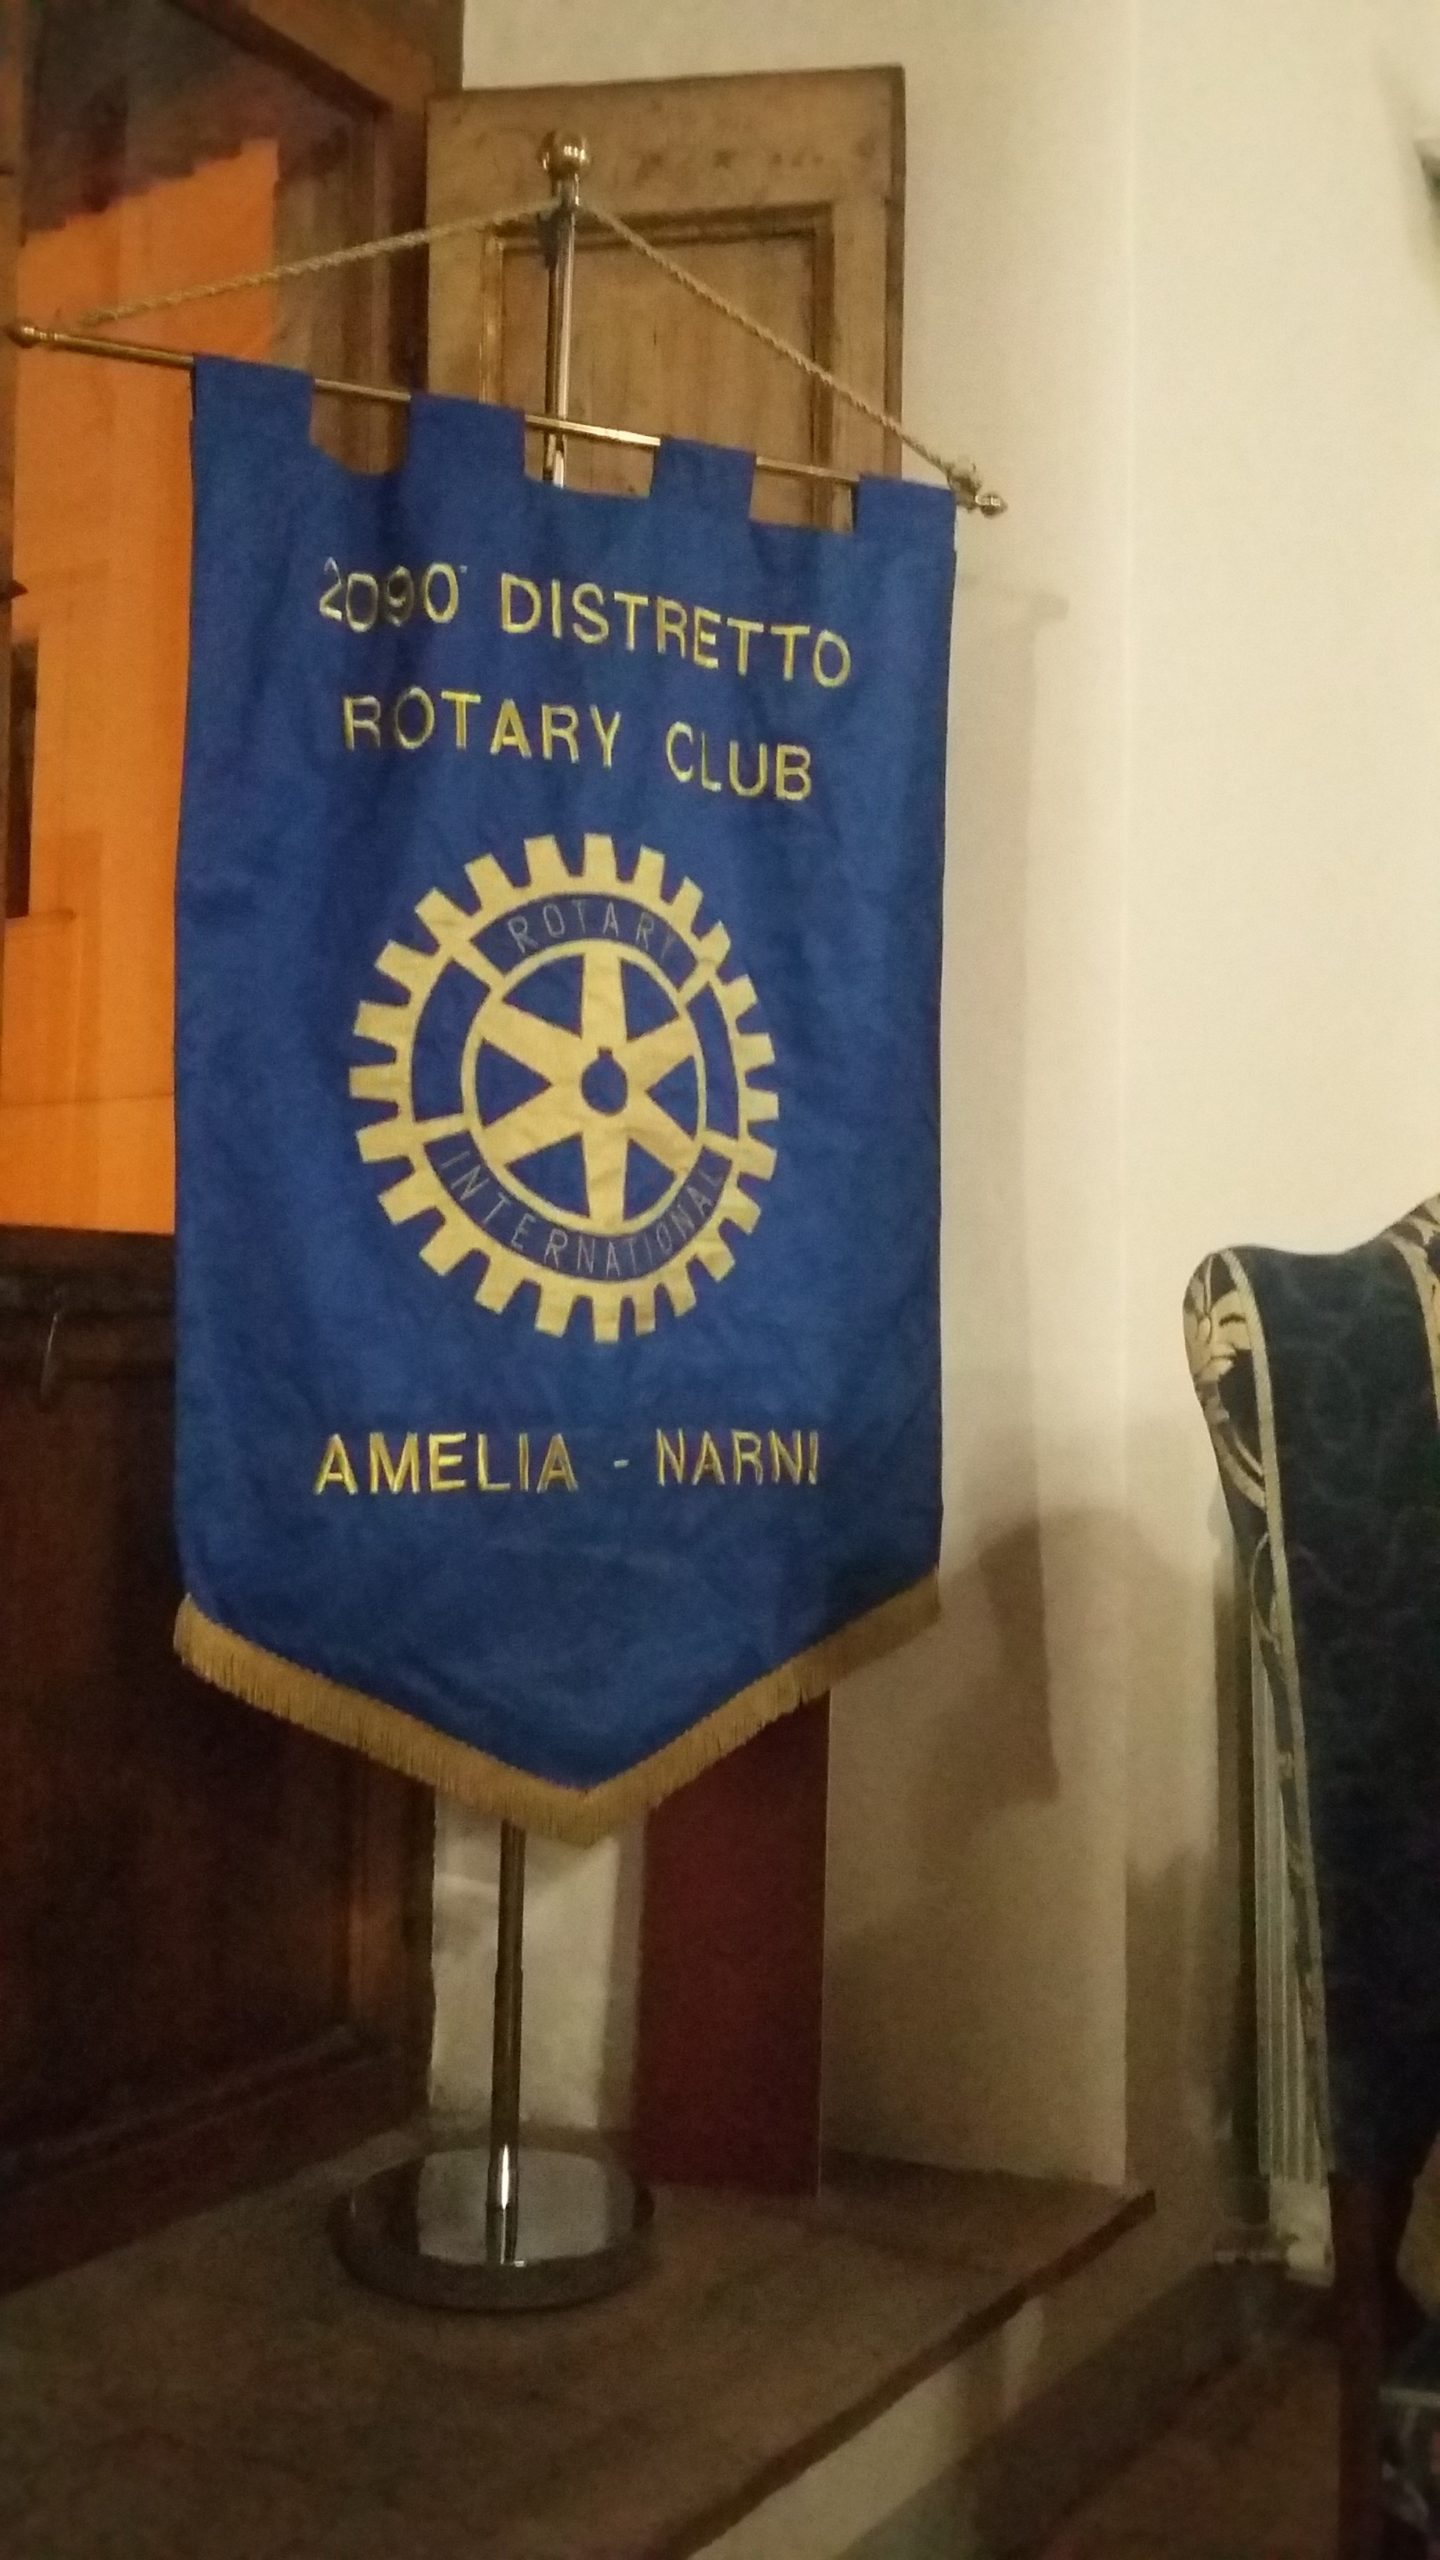 2090° DISTRETTO
ROTARY CLUB
ROTARY
INTERNATIONAL
AMELIA - NARNI